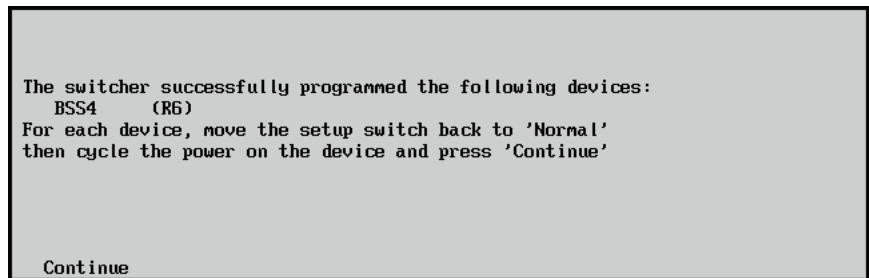 The switcher successfully programmed the following devices:
BSS4 (R6)
For each device, move the setup switch back to 'Normal'
then cycle the power on the device and press 'Continue'
Continue